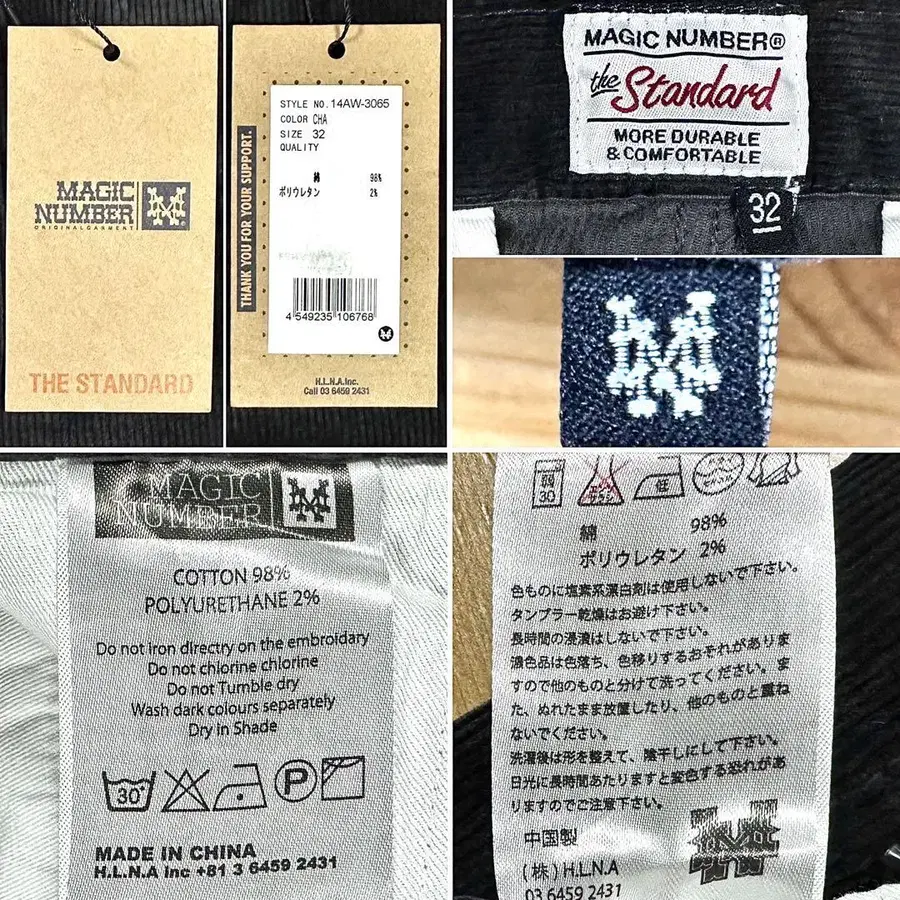 MAGIC
NUMBER
ORIGINALGARMENT
THE STANDARD
THANK YOU FOR YOUR SUPPORT.
STYLE NO. 14AW-3065
COLOR CHA
SIZE 32
QUALITY
綿 98%
ポリウレタン 2%
4 549235 106768
H.L.N.A.Inc.
Call 03 6459 2431
MAGIC NUMBER®
the Standard
MORE DURABLE
& COMFORTABLE
32
MAGIC
NUMBER
COTTON 98%
POLYURETHANE 2%
Do not iron directry on the embroidary
Do not chlorine chlorine
Do not Tumble dry
Wash dark colours separately
Dry in Shade
30°
P
MADE IN CHINA
H.L.N.A Inc +81 3 6459 2431
弱
30
低
綿 98%
ポリウレタン 2%
色ものに塩素系漂白剤は使用しないで下さい。
タンブラー乾燥はお避け下さい。
長時間の浸漬はしないで下さい。
濃色品は色落ち、色移りするおそれがありま
すので他のものと分けて洗ってください。ま
た、ぬれたまま放置したり、他のものと重ね
ないでください。
洗濯後は形を整えて、陰干しにして下さい。
日光に長時間あたりますと変色する恐れがあ
りますのでご注意下さい。
中国製
(株) H.L.N.A
03 6459 2431